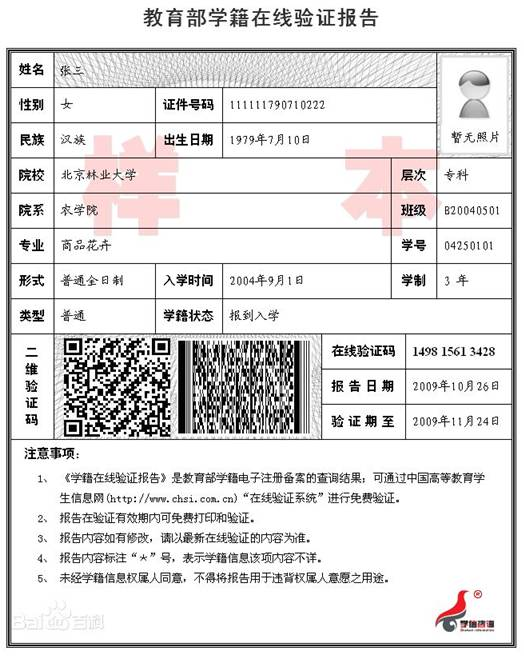 教育部学籍在线验证报告
姓名 张三
性别 女 证件号码 111111790710222
暂无照片
民族 汉族 出生日期 1979年7月10日
样本
院校 北京林业大学 层次 专科
院系 农学院 班级 B20040501
专业 商品花卉 学号 04250101
形式 普通全日制 入学时间 2004年9月1日 学制 3 年
类型 普通 学籍状态 报到入学
二维验证码
在线验证码 1498 1561 3428
报告日期 2009年10月26日
验证期至 2009年11月24日
注意事项：
1、 《学籍在线验证报告》是教育部学籍电子注册备案的查询结果；可通过中国高等教育学
生信息网(http://www.chsi.com.cn)“在线验证系统”进行免费验证。
2、 报告在验证有效期内可免费打印和验证。
3、 报告内容如有修改，请以最新在线验证的内容为准。
4、 报告内容标注“*”号，表示学籍信息该项内容不详。
5、 未经学籍信息权属人同意，不得将报告用于违背权属人意愿之用途。
Bai百科
学信咨询
®